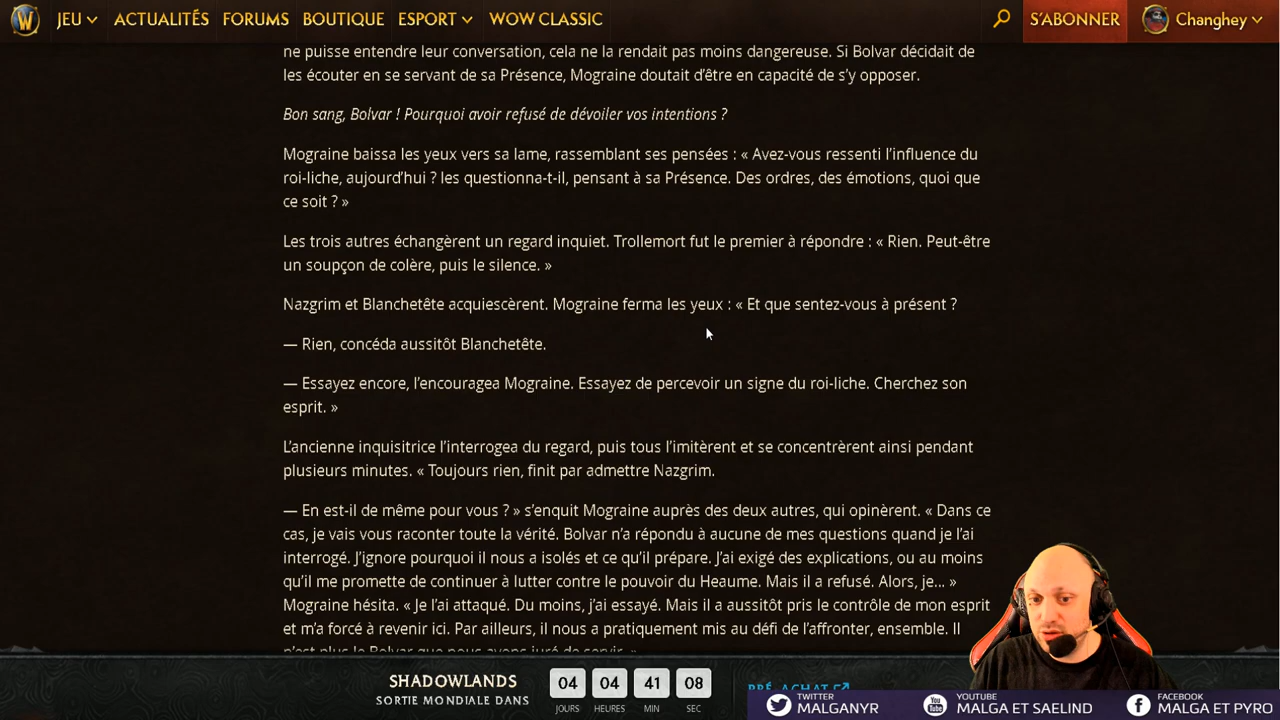 JEU ACTUALITÉS FORUMS BOUTIQUE ESPORT WOW CLASSIC S'ABONNER Changhey
ne puisse entendre leur conversation, cela ne la rendait pas moins dangereuse. Si Bolvar décidait de
les écouter en se servant de sa Présence, Mograine doutait d’être en capacité de s’y opposer.
Bon sang, Bolvar ! Pourquoi avoir refusé de dévoiler vos intentions ?
Mograine baissa les yeux vers sa lame, rassemblant ses pensées : « Avez-vous ressenti l’influence du
roi-liche, aujourd’hui ? les questionna-t-il, pensant à sa Présence. Des ordres, des émotions, quoi que
ce soit ? »
Les trois autres échangèrent un regard inquiet. Trollemort fut le premier à répondre : « Rien. Peut-être
un soupçon de colère, puis le silence. »
Nazgrim et Blanchetête acquiescèrent. Mograine ferma les yeux : « Et que sentez-vous à présent ?
— Rien, concéda aussitôt Blanchetête.
— Essayez encore, l’encouragea Mograine. Essayez de percevoir un signe du roi-liche. Cherchez son
esprit. »
L’ancienne inquisitrice l’interrogea du regard, puis tous l’imitèrent et se concentrèrent ainsi pendant
plusieurs minutes. « Toujours rien, finit par admettre Nazgrim.
— En est-il de même pour vous ? » s’enquit Mograine auprès des deux autres, qui opinèrent. « Dans ce
cas, je vais vous raconter toute la vérité. Bolvar n’a répondu à aucune de mes questions quand je l’ai
interrogé. J’ignore pourquoi il nous a isolés et ce qu’il prépare. J’ai exigé des explications, ou au moins
qu’il me promette de continuer à lutter contre le pouvoir du Heaume. Mais il a refusé. Alors, je... »
Mograine hésita. « Je l’ai attaqué. Du moins, j’ai essayé. Mais il a aussitôt pris le contrôle de mon esprit
et m’a forcé à revenir ici. Par ailleurs, il nous a pratiquement mis au défi de l’affronter, ensemble. Il
n’est plus le Bolvar que nous avons juré de servir. »
SHADOWLANDS
SORTIE MONDIALE DANS
04 04 41 08
JOURS HEURES MIN SEC
PRÉ-ACHAT
TWITTER
MALGANYR
YOUTUBE
MALGA ET SAELIND
FACEBOOK
MALGA ET PYRO